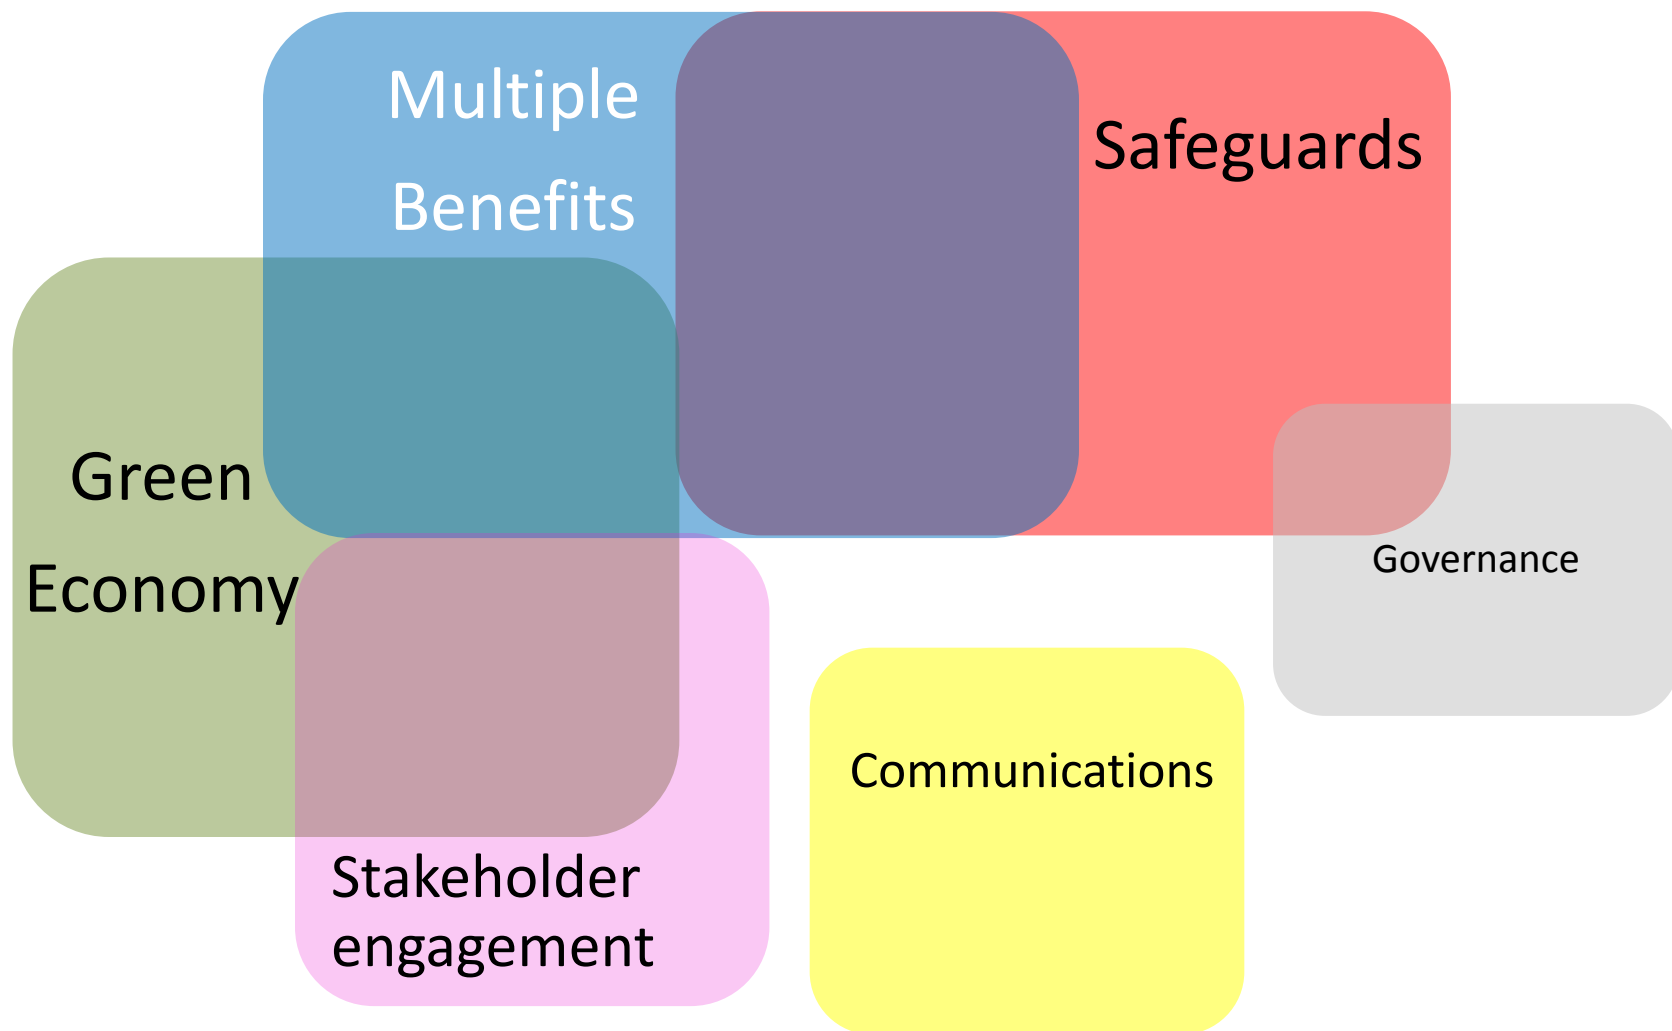 Multiple
Benefits
Safeguards
Green
Economy
Governance
Communications
Stakeholder
engagement